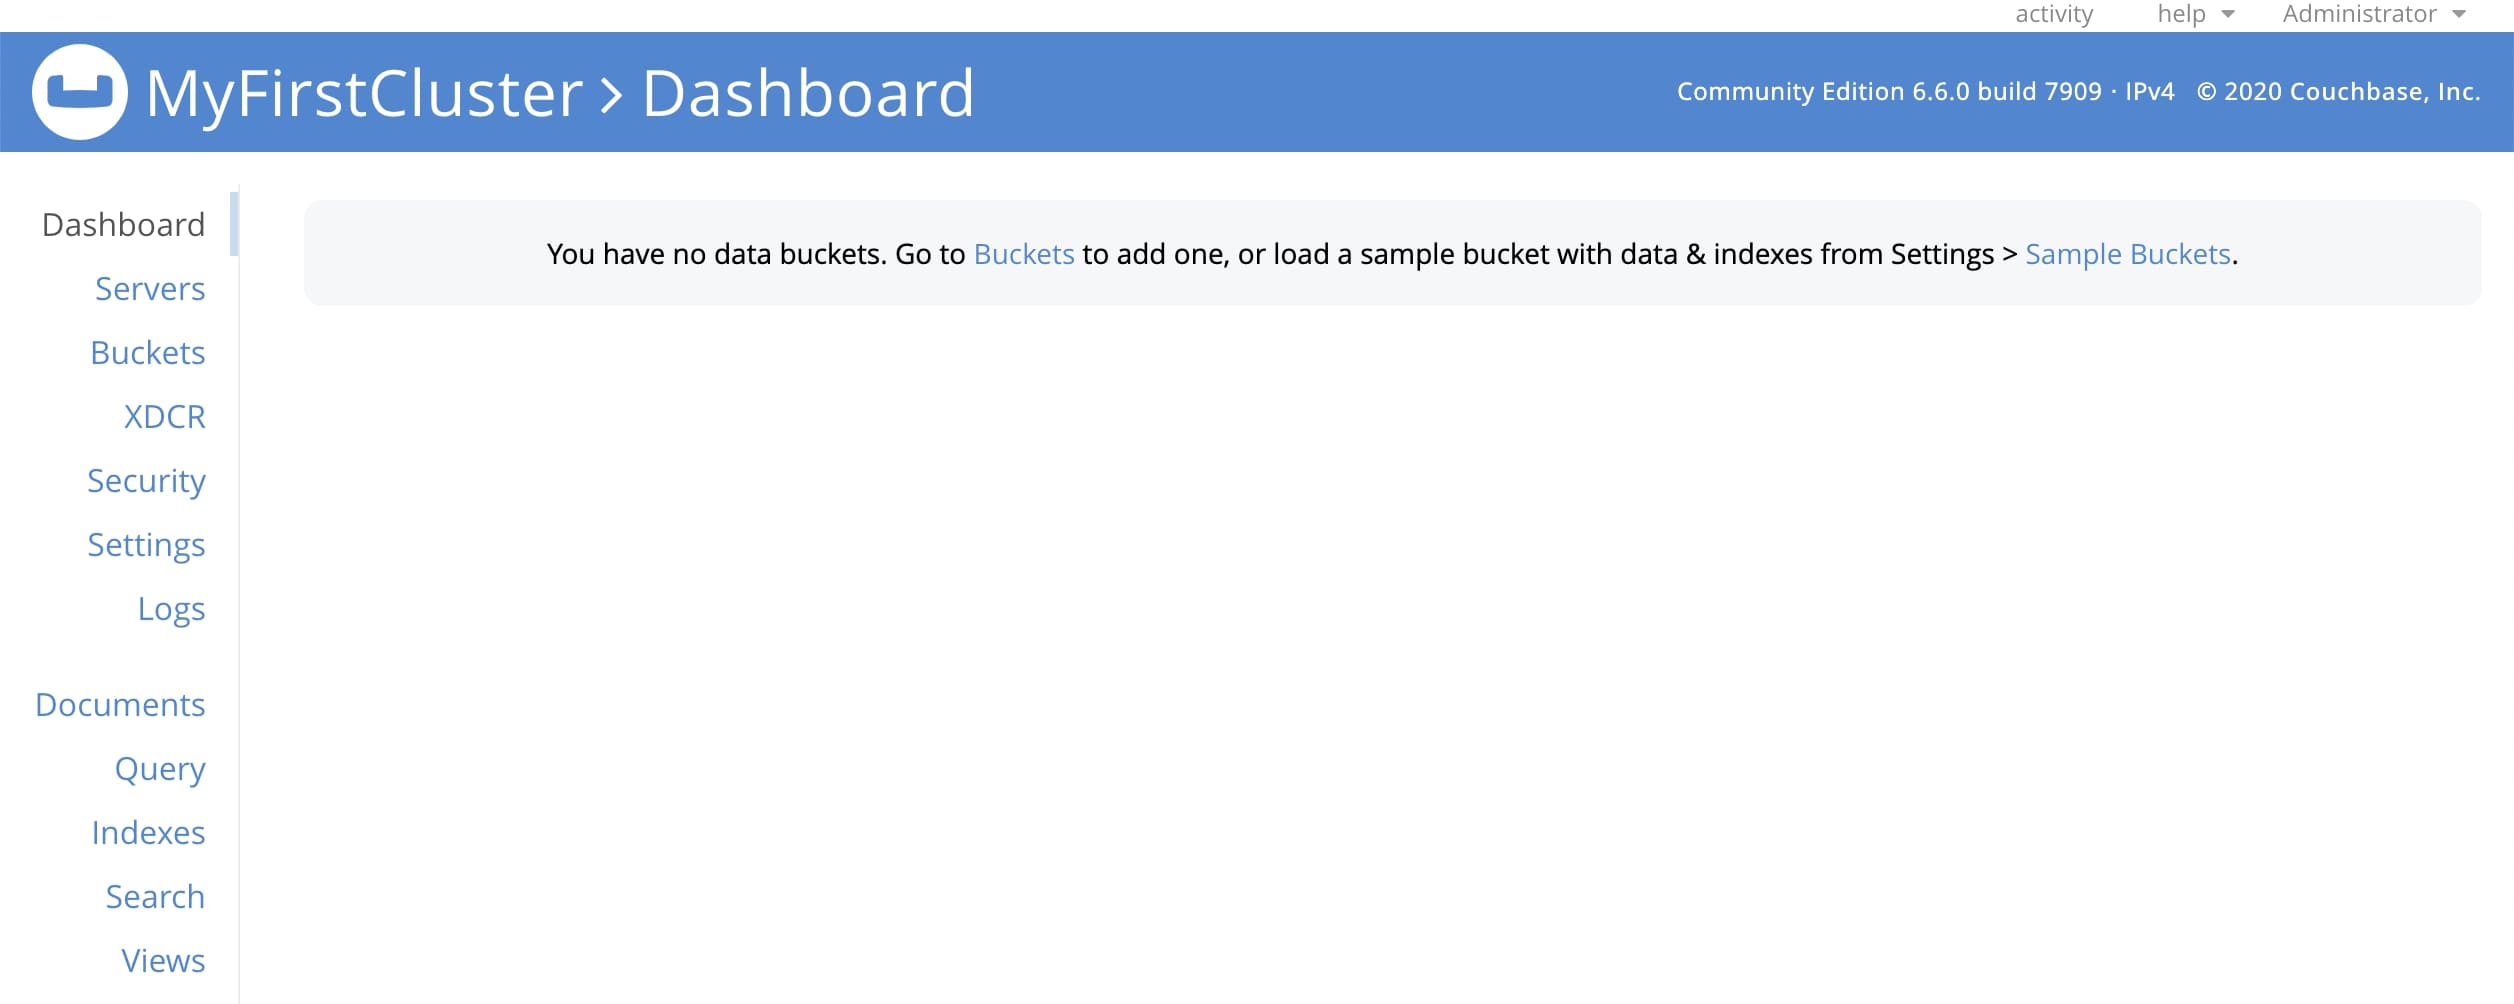 activity help Administrator
MyFirstCluster > Dashboard
Community Edition 6.6.0 build 7909 · IPv4 © 2020 Couchbase, Inc.
Dashboard
Servers
Buckets
XDCR
Security
Settings
Logs
Documents
Query
Indexes
Search
Views
You have no data buckets. Go to Buckets to add one, or load a sample bucket with data & indexes from Settings > Sample Buckets.